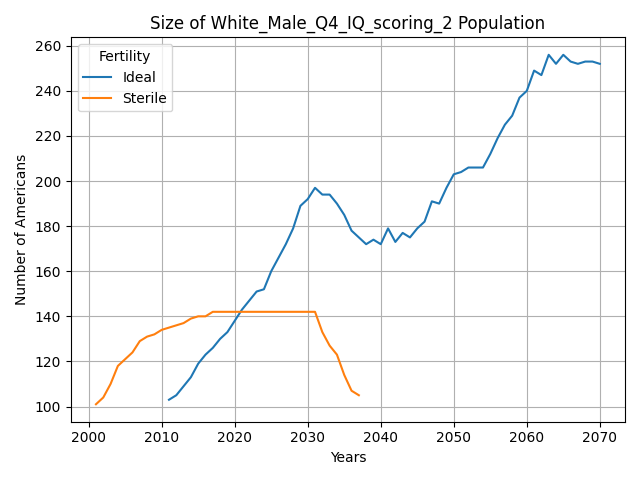 Size of White_Male_Q4_IQ_scoring_2 Population
Fertility
Ideal
Sterile
Number of Americans
260
240
220
200
180
160
140
120
100
2000 2010 2020 2030 2040 2050 2060 2070
Years